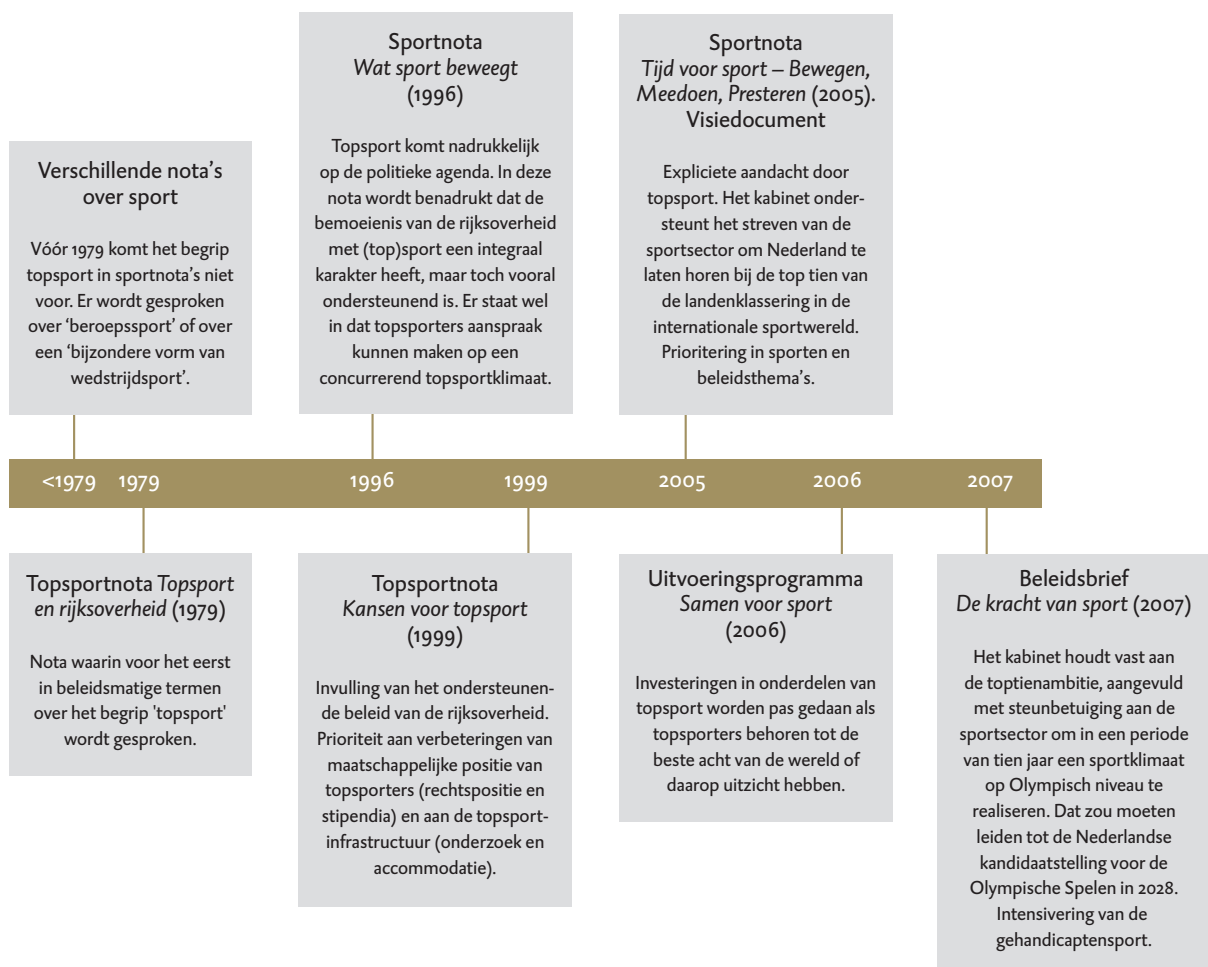 Verschillende nota’s
over sport
Vóór 1979 komt het begrip
topsport in sportnota’s niet
voor. Er wordt gesproken
over ‘beroepssport’ of over
een ‘bijzondere vorm van
wedstrijdsport’.
Sportnota
Wat sport beweegt
(1996)
Topsport komt nadrukkelijk
op de politieke agenda. In deze
nota wordt benadrukt dat de
bemoeienis van de rijksoverheid
met (top)sport een integraal
karakter heeft, maar toch vooral
ondersteunend is. Er staat wel
in dat topsporters aanspraak
kunnen maken op een
concurrerend topsportklimaat.
Sportnota
Tijd voor sport – Bewegen,
Meedoen, Presteren (2005).
Visiedocument
Expliciete aandacht door
topsport. Het kabinet onder-
steunt het streven van de
sportsector om Nederland te
laten horen bij de top tien van
de landenklassering in de
internationale sportwereld.
Prioritering in sporten en
beleidsthema’s.
<1979 1979 1996 1999 2005 2006 2007
Topsportnota Topsport
en rijksoverheid (1979)
Nota waarin voor het eerst
in beleidsmatige termen
over het begrip 'topsport'
wordt gesproken.
Topsportnota
Kansen voor topsport
(1999)
Invulling van het ondersteunen-
de beleid van de rijksoverheid.
Prioriteit aan verbeteringen van
maatschappelijke positie van
topsporters (rechtspositie en
stipendia) en aan de topsport-
infrastructuur (onderzoek en
accommodatie).
Uitvoeringsprogramma
Samen voor sport
(2006)
Investeringen in onderdelen van
topsport worden pas gedaan als
topsporters behoren tot de
beste acht van de wereld of
daarop uitzicht hebben.
Beleidsbrief
De kracht van sport (2007)
Het kabinet houdt vast aan
de toptienambitie, aangevuld
met steunbetuiging aan de
sportsector om in een periode
van tien jaar een sportklimaat
op Olympisch niveau te
realiseren. Dat zou moeten
leiden tot de Nederlandse
kandidaatstelling voor de
Olympische Spelen in 2028.
Intensivering van de
gehandicaptensport.